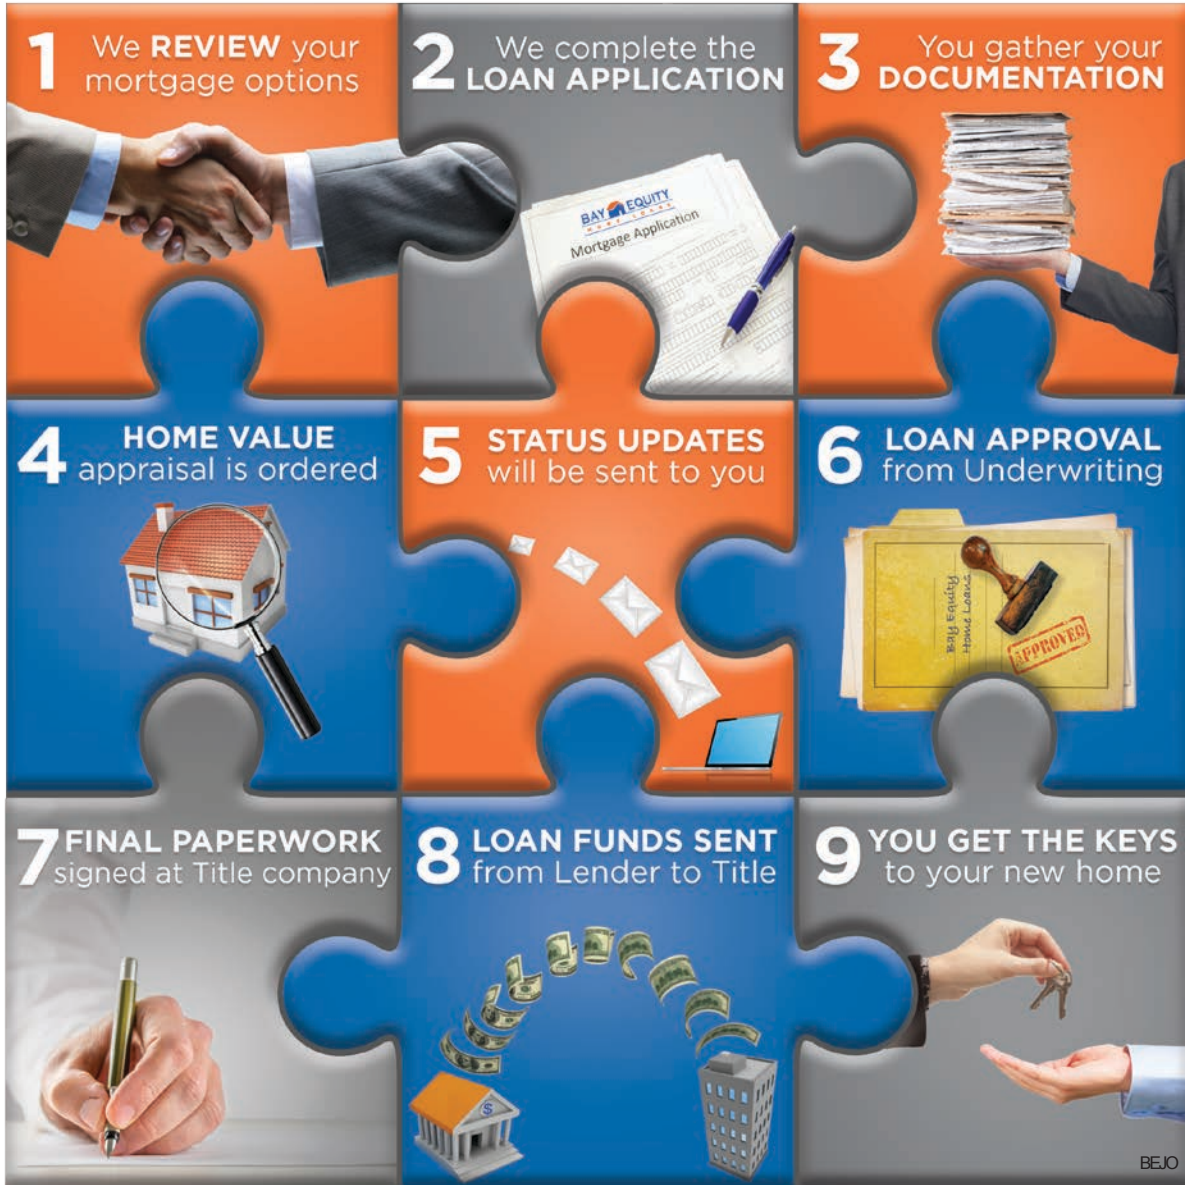 1 We REVIEW your
mortgage options
2 We complete the
LOAN APPLICATION
BAY EQUITY
HOME LOANS
Mortgage Application
3 You gather your
DOCUMENTATION
4 HOME VALUE
appraisal is ordered
5 STATUS UPDATES
will be sent to you
6 LOAN APPROVAL
from Underwriting
Bay Equity
Home Loans
APPROVED
7 FINAL PAPERWORK
signed at Title company
8 LOAN FUNDS SENT
from Lender to Title
$
9 YOU GET THE KEYS
to your new home
BEJO